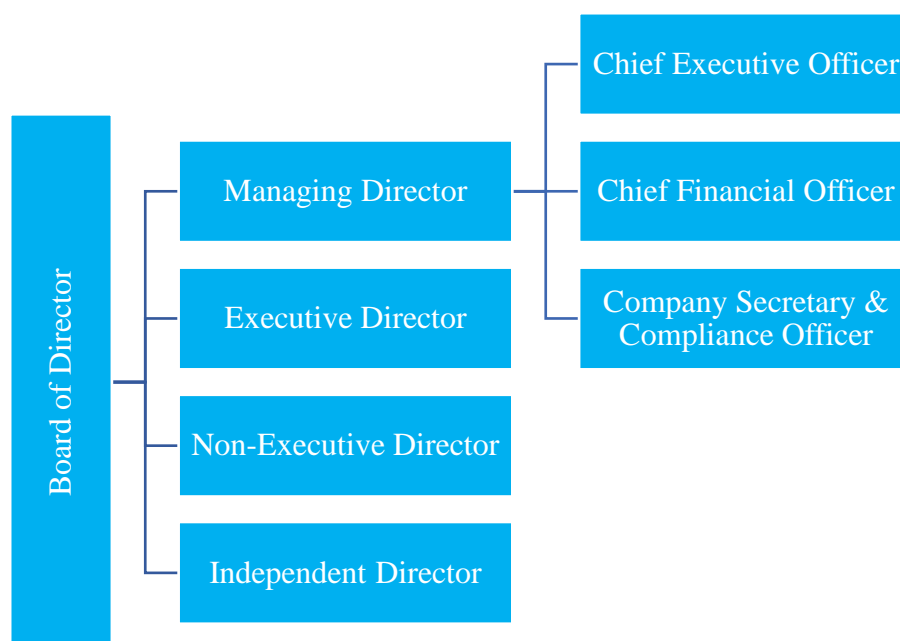 Board of Director
Managing Director
Executive Director
Non-Executive Director
Independent Director
Chief Executive Officer
Chief Financial Officer
Company Secretary &
Compliance Officer